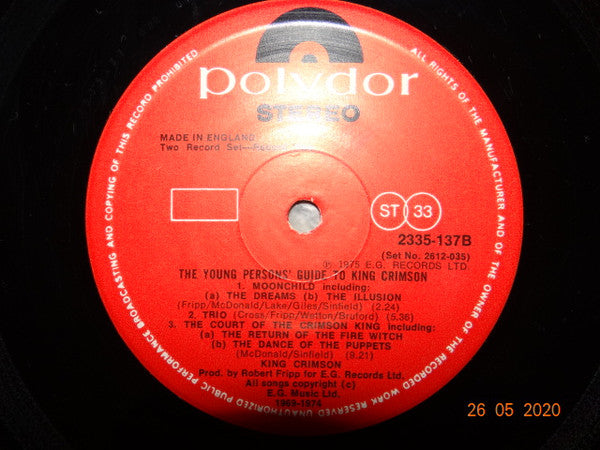 polydor
STEREO
MADE IN ENGLAND
Two Record Set—
ST 33
2335-137B
(Set No. 2612-035)
℗ 1975 E.G. RECORDS LTD
THE YOUNG PERSONS' GUIDE TO KING CRIMSON
1. MOONCHILD including:
(a) THE DREAMS (b) THE ILLUSION
(Fripp/McDonald/Lake/Giles/Sinfield) (2.24)
2. TRIO (Cross/Fripp/Wetton/Bruford) (5.36)
3. THE COURT OF THE CRIMSON KING including:
(a) THE RETURN OF THE FIRE WITCH
(b) THE DANCE OF THE PUPPETS
(McDonald/Sinfield) (9.21)
KING CRIMSON
Prod. by Robert Fripp for E.G. Records Ltd.
All songs copyright (c)
E.G. Music Ltd.
1969-1974
ALL RIGHTS OF THE MANUFACTURER AND OF THE OWNER OF THE RECORDED WORK RESERVED UNAUTHORIZED PUBLIC PERFORMANCE BROADCASTING AND COPYING OF THIS RECORD PROHIBITED
26 05 2020